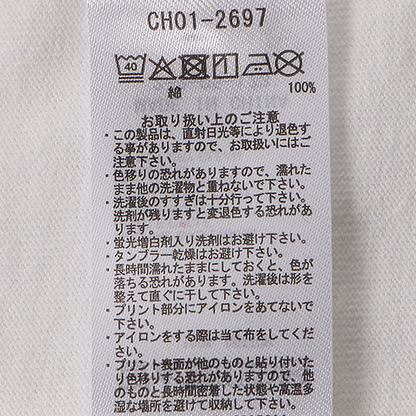 CH01-2697
40
綿 100%
お取り扱い上のご注意
・この製品は、直射日光等により退色す
る事がありますので、お取扱いにはご
注意下さい。
・色移りの恐れがありますので、濡れた
まま他の洗濯物と重ねないで下さい。
・洗濯後のすすぎは十分行って下さい。
洗剤が残りますと変退色する恐れがあ
ります。
・蛍光増白剤入り洗剤はお避け下さい。
・タンブラー乾燥はお避け下さい。
・長時間濡れたままにしておくと、色が
落ちる恐れがあります。洗濯後は形を
整えて直ぐに干して下さい。
・プリント部分にアイロンをあてないで
下さい。
・アイロンをする際は当て布をしてくだ
さい。
・プリント表面が他のものと貼り付いた
り色移りする恐れがありますので、他
のものと長時間密着した状態や高温多
湿な場所を避けて収納して下さい。